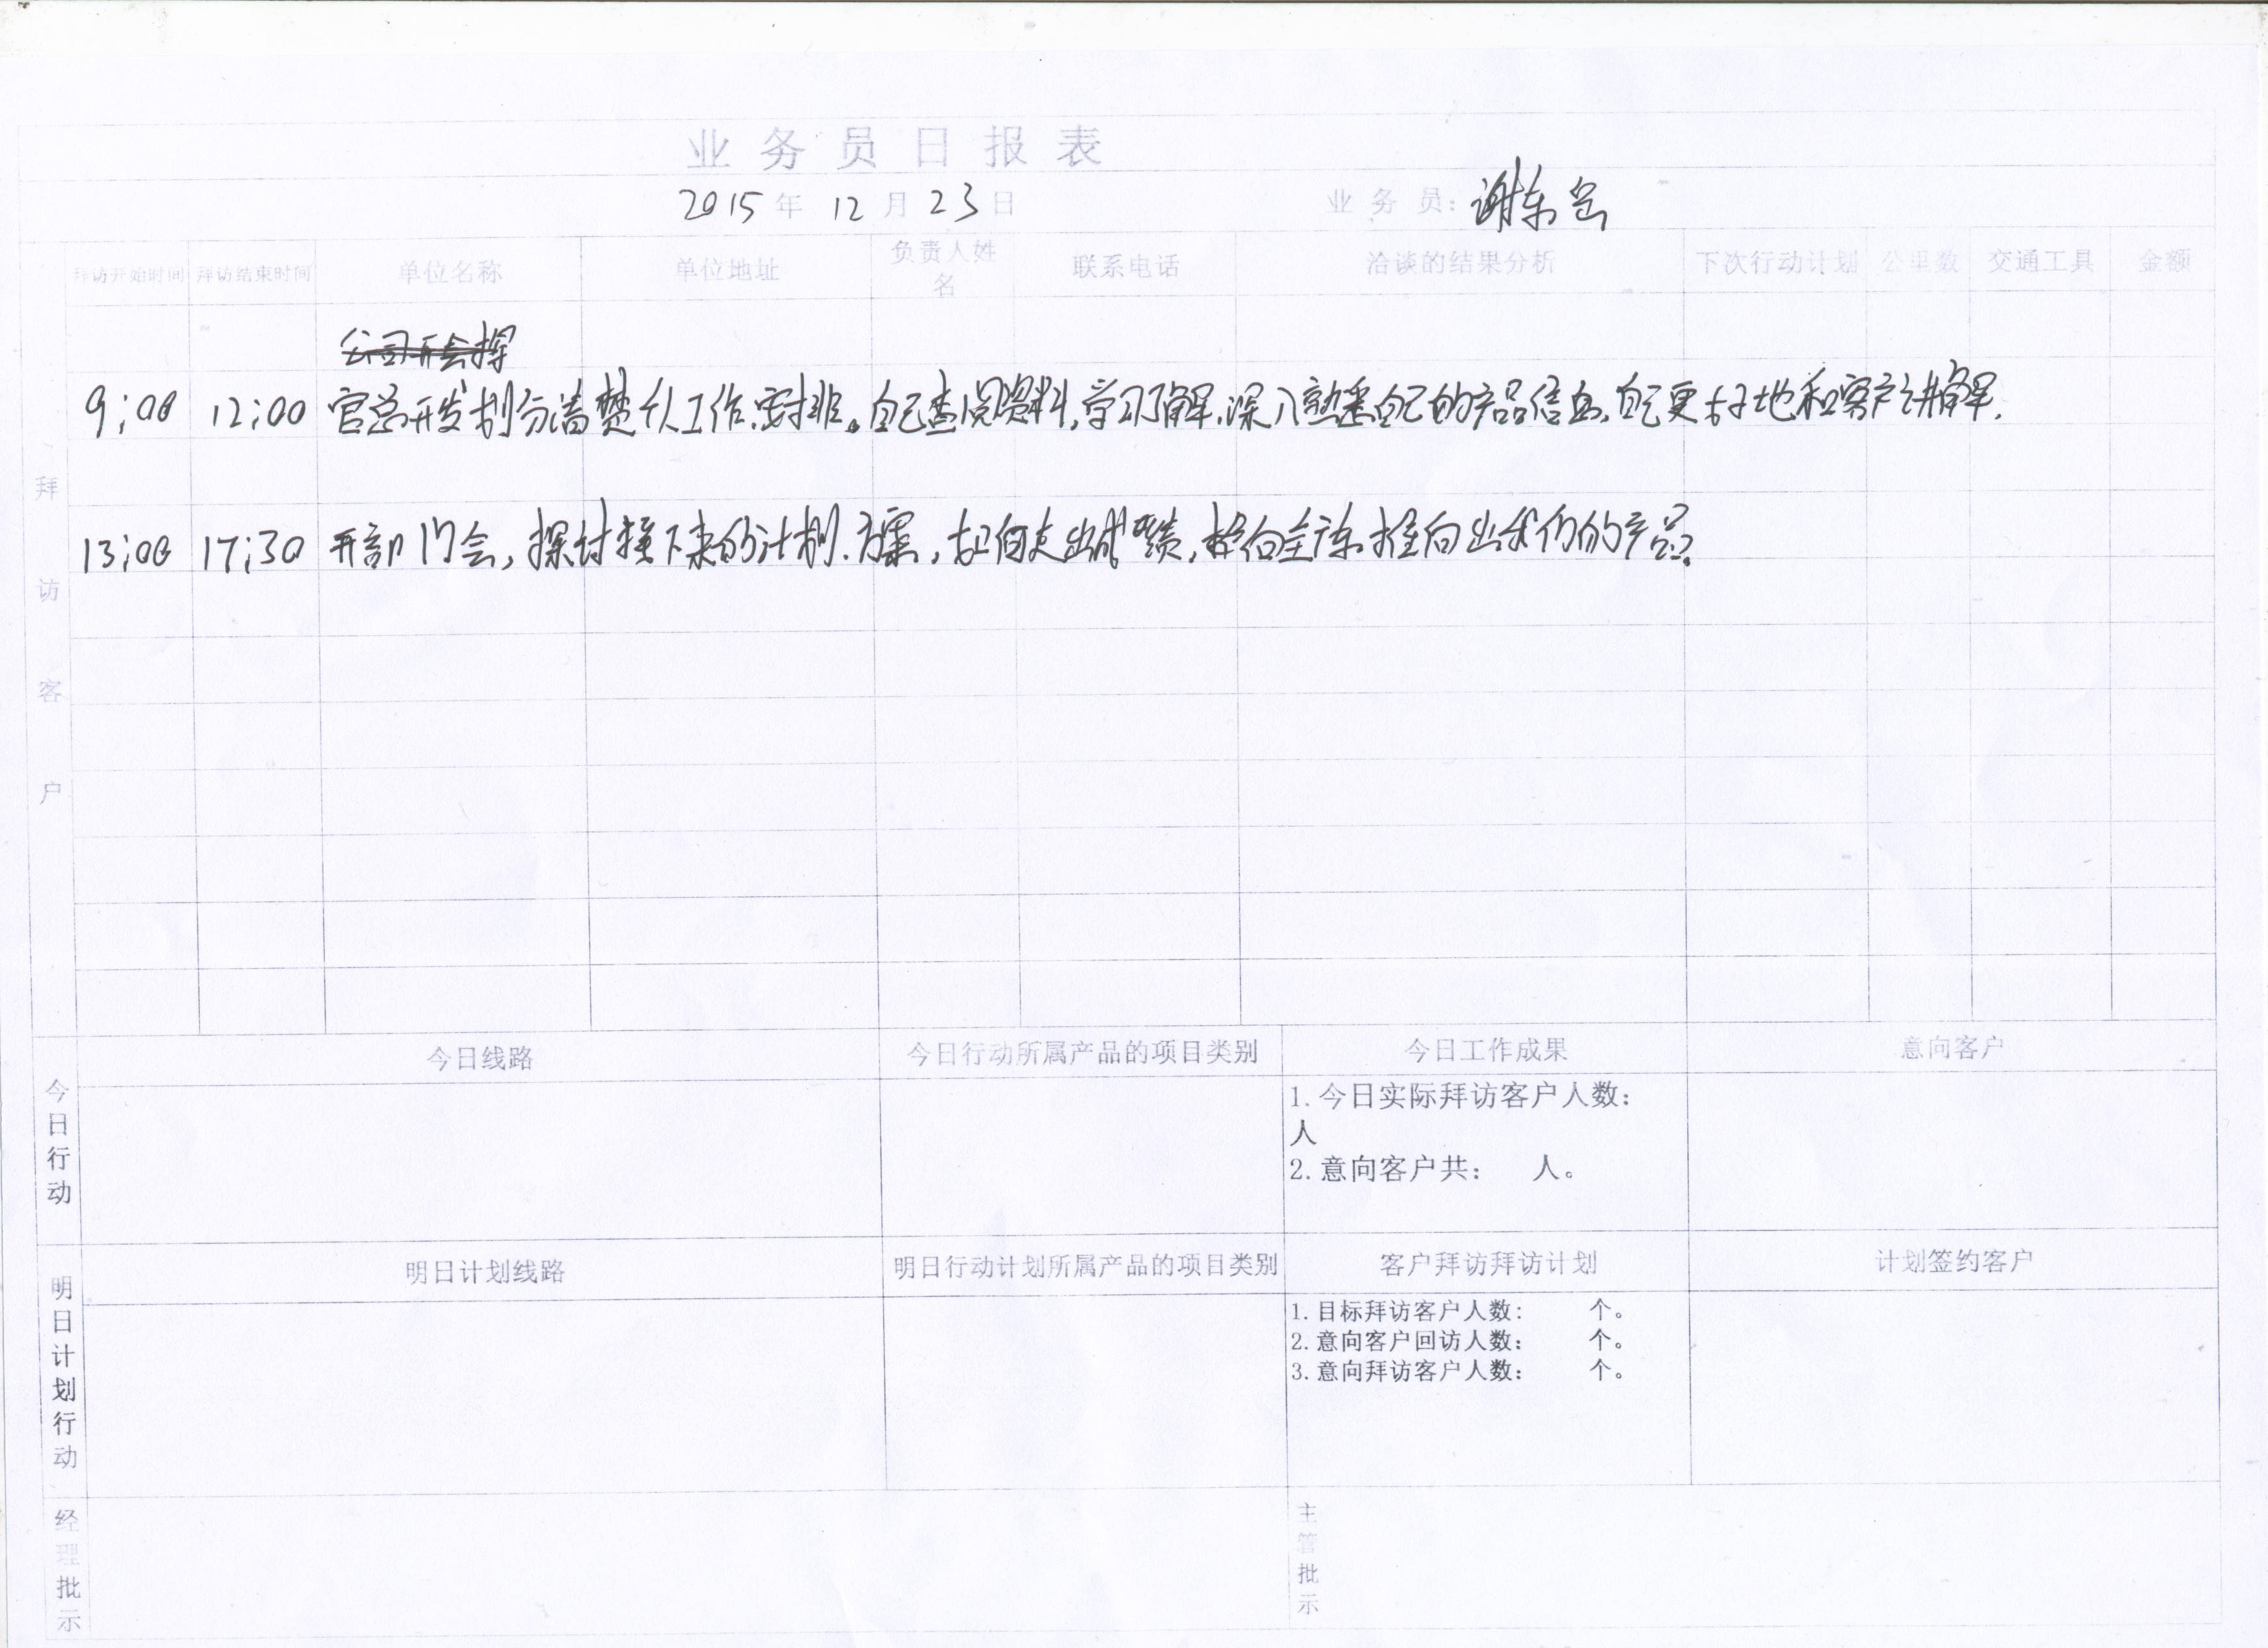 业务员日报表
2015年12月23日 业务员：谢东
拜访开始时间 拜访结束时间 单位名称 单位地址 负责人姓名 联系电话 洽谈的结果分析 下次行动计划 公里数 交通工具 金额
公司开会探
9:00 12:00 官总开发划分清楚个人工作安排。自己查阅资料,学习了解.深入熟悉自己的产品信息,自己更好地和客户讲解.
13:00 17:30 开部门会,探讨接下来的计划.方案,如何走出成绩,向全广东推向出我们的产品.
拜访客户
今日行动
今日线路 今日行动所属产品的项目类别 今日工作成果 意向客户
1.今日实际拜访客户人数：
人
2.意向客户共： 人。
明日计划行动
明日计划线路 明日行动计划所属产品的项目类别 客户拜访拜访计划 计划签约客户
1.目标拜访客户人数： 个。
2.意向客户回访人数： 个。
3.意向拜访客户人数： 个。
经理批示
主管批示